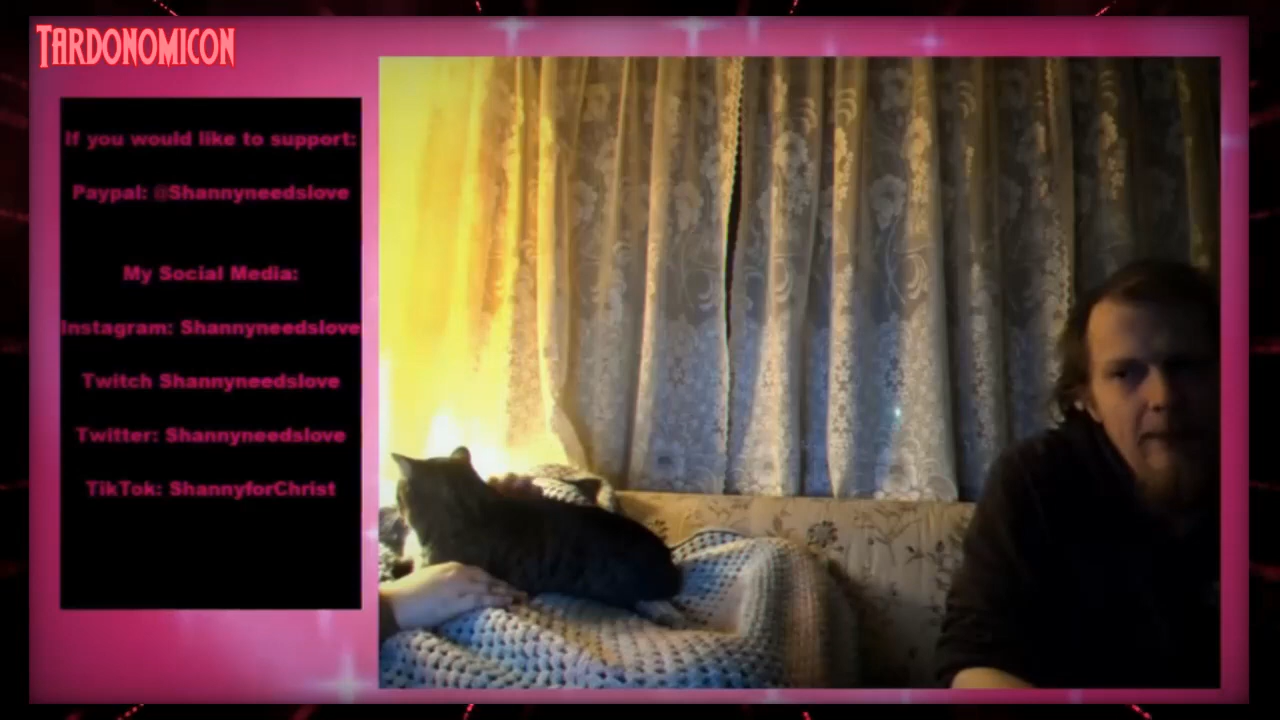 TARDONOMICON
If you would like to support:
Paypal: @Shannyneedslove
My Social Media:
Instagram: Shannyneedslove
Twitch Shannyneedslove
Twitter: Shannyneedslove
TikTok: ShannyforChrist